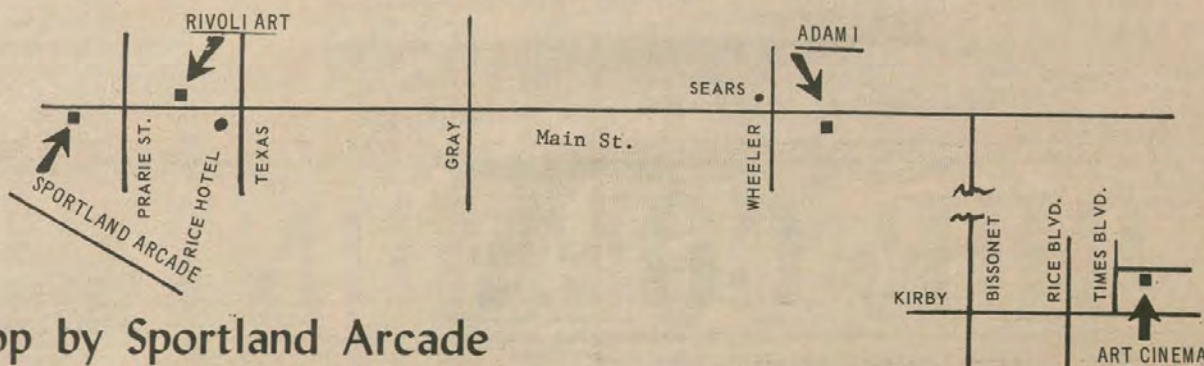 RIVOLI ART
ADAM I
SEARS
PRARIE ST.
RICE HOTEL
TEXAS
GRAY
Main St.
WHEELER
SPORTLAND ARCADE
BISSONET
RICE BLVD.
TIMES BLVD.
KIRBY
by Sportland Arcade
ART CINEMA